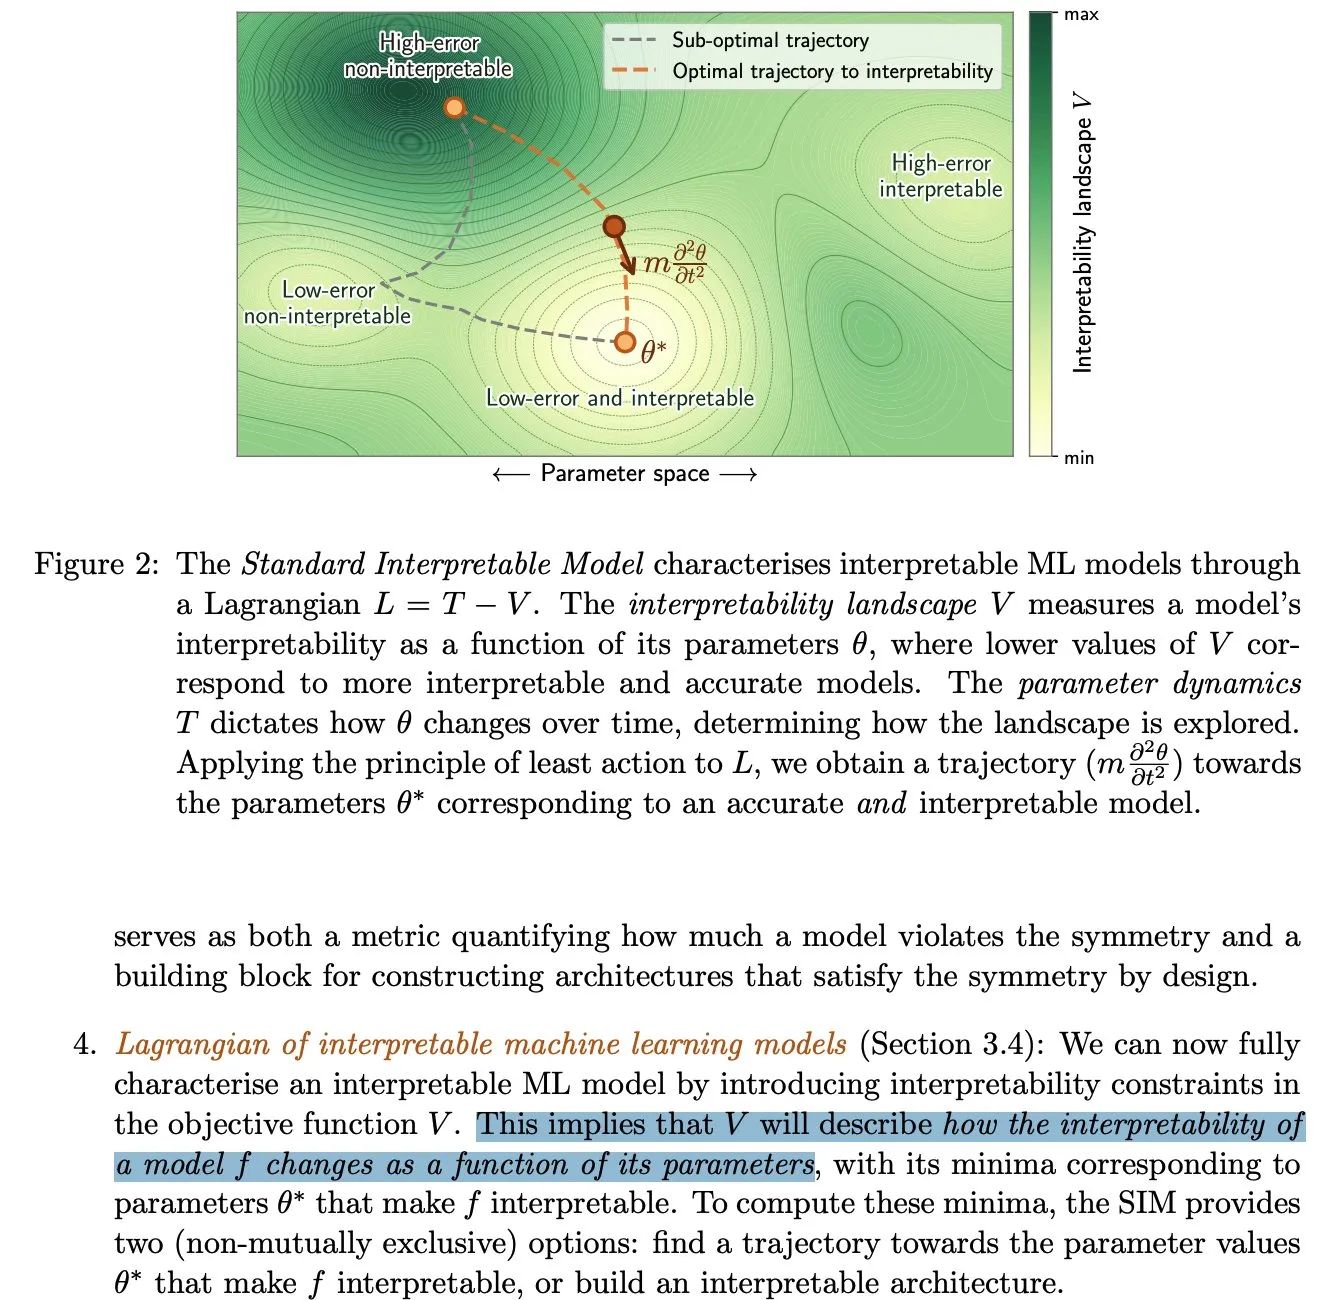 High-error
non-interpretable
Sub-optimal trajectory
Optimal trajectory to interpretability
max
High-error
interpretable
Interpretability landscape V
m ∂²θ/∂t²
Low-error
non-interpretable
θ*
Low-error and interpretable
min
⟵ Parameter space ⟶
Figure 2: The Standard Interpretable Model characterises interpretable ML models through
a Lagrangian L = T − V. The interpretability landscape V measures a model’s
interpretability as a function of its parameters θ, where lower values of V cor-
respond to more interpretable and accurate models. The parameter dynamics
T dictates how θ changes over time, determining how the landscape is explored.
Applying the principle of least action to L, we obtain a trajectory (m ∂²θ/∂t²) towards
the parameters θ* corresponding to an accurate and interpretable model.
serves as both a metric quantifying how much a model violates the symmetry and a
building block for constructing architectures that satisfy the symmetry by design.
4. Lagrangian of interpretable machine learning models (Section 3.4): We can now fully
characterise an interpretable ML model by introducing interpretability constraints in
the objective function V. This implies that V will describe how the interpretability of
a model f changes as a function of its parameters, with its minima corresponding to
parameters θ* that make f interpretable. To compute these minima, the SIM provides
two (non-mutually exclusive) options: find a trajectory towards the parameter values
θ* that make f interpretable, or build an interpretable architecture.